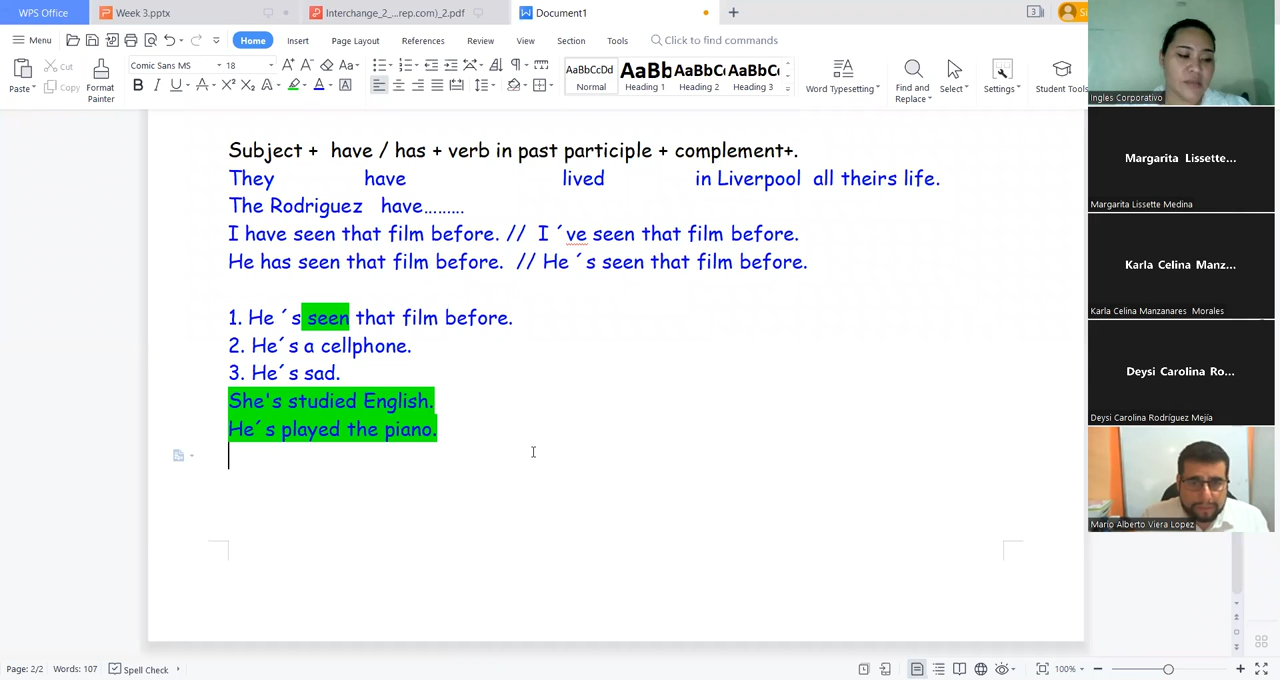 WPS Office
Week 3.pptx
Interchange_2_...rep.com)_2.pdf
Document1
3
Menu
Home
Insert
Page Layout
References
Review
View
Section
Tools
Click to find commands
Paste
Cut
Copy
Format Painter
Comic Sans MS
18
AaBbCcDd
Normal
AaBb
Heading 1
AaBbCc
Heading 2
AaBbC
Heading 3
Word Typesetting
Find and Replace
Select
Settings
Student Tools
Subject + have / has + verb in past participle + complement+.
They have lived in Liverpool all theirs life.
The Rodriguez have.........
I have seen that film before. // I ´ve seen that film before.
He has seen that film before. // He ´s seen that film before.
1. He ´s seen that film before.
2. He´s a cellphone.
3. He´s sad.
She's studied English.
He´s played the piano.
Ingles Corporativo
Margarita Lissette...
Margarita Lissette Medina
Karla Celina Manz...
Karla Celina Manzanares Morales
Deysi Carolina Ro...
Deysi Carolina Rodríguez Mejía
Mario Alberto Viera Lopez
Page: 2/2
Words: 107
Spell Check
100%